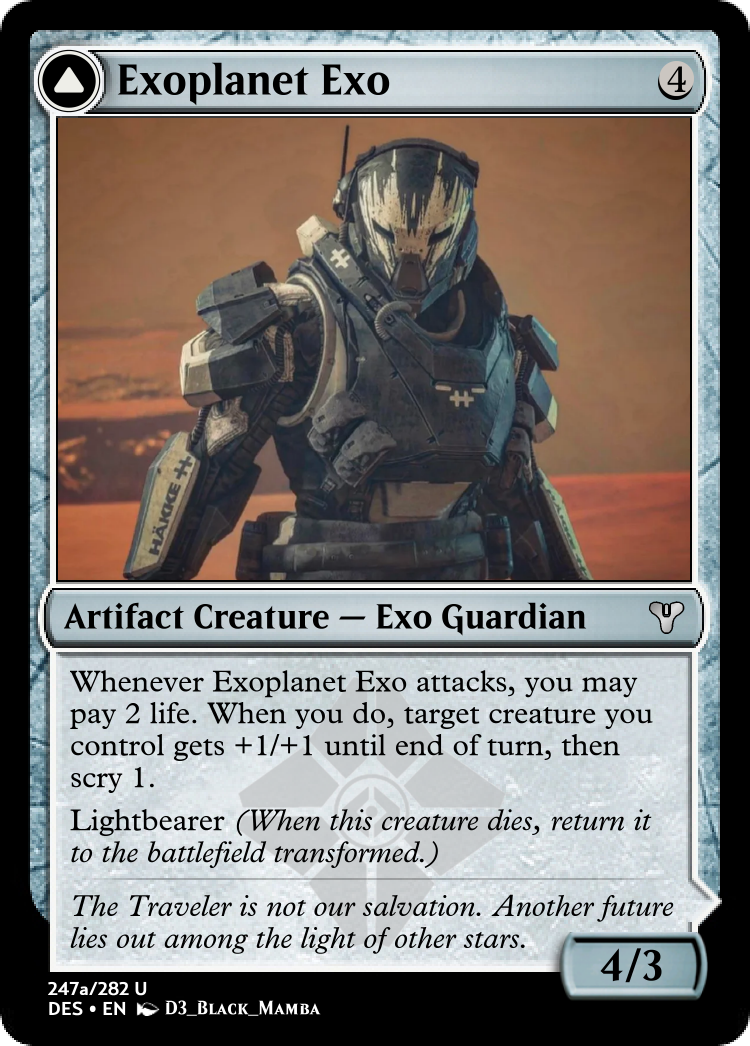 Exoplanet Exo
4
HÄKKE
Artifact Creature — Exo Guardian
Whenever Exoplanet Exo attacks, you may
pay 2 life. When you do, target creature you
control gets +1/+1 until end of turn, then
scry 1.
Lightbearer (When this creature dies, return it
to the battlefield transformed.)
The Traveler is not our salvation. Another future
lies out among the light of other stars.
4/3
247a/282 U
DES • EN D3_Black_Mamba